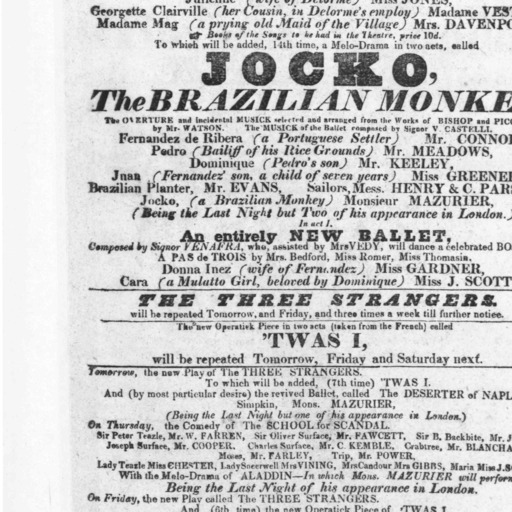 (wife of Delorme) Miss JONES,
Georgette Clairville (her Cousin, in Delorme's employ) Madame VEST
Madame Mag (a prying old Maid of the Village) Mrs. DAVENPO
☞ Books of the Songs to be had in the Theatre, price 10d.
To which will be added, 14th time, a Melo-Drama in two acts, called
JOCKO,
The BRAZILIAN MONKE
The OVERTURE and incidental MUSICK selected and arranged from the Works of BISHOP and PICC
by Mr. WATSON. The MUSICK of the Ballet composed by Signor V. CASTELLI.
Fernandez de Ribera (a Portuguese Settler) Mr. CONNOR
Pedro (Bailiff of his Rice Grounds) Mr. MEADOWS,
Dominique (Pedro's son) Mr. KEELEY,
Juan (Fernandez' son, a child of seven years) Miss GREENER
Brazilian Planter, Mr. EVANS, Sailors, Mess. HENRY & C. PARS
Jocko, (a Brazilian Monkey) Monsieur MAZURIER,
(Being the Last Night but Two of his appearance in London.)
In act I.
An entirely NEW BALLET,
Composed by Signor VENAFRA, who, assisted by Mrs VEDY, will dance a celebrated BO
A PAS de TROIS by Mrs. Bedford, Miss Romer, Miss Thomasin.
Donna Inez (wife of Fernandez) Miss GARDNER,
Cara (a Mulatto Girl, beloved by Dominique) Miss J. SCOTT
THE THREE STRANGERS.
will be repeated Tomorrow, and Friday, and three times a week till further notice.
The new Operatick Piece in two acts (taken from the French) called
'TWAS I,
will be repeated Tomorrow, Friday and Saturday next.
Tomorrow, the new Play of The THREE STRANGERS.
To which will be added, (7th time) 'TWAS I.
And (by most particular desire) the revived Ballet, called The DESERTER of NAPL
Simpkin, Mons. MAZURIER,
(Being the Last Night but one of his appearance in London.)
On Thursday, the Comedy of The SCHOOL for SCANDAL.
Sir Peter Teazle, Mr. W. FARREN, Sir Oliver Surface, Mr. FAWCETT, Sir B. Backbite, Mr. J
Joseph Surface, Mr. COOPER, Charles Surface, Mr. C. KEMBLE, Crabtree, Mr. BLANCHA
Moses, Mr. FARLEY, Trip, Mr. POWER,
Lady Teazle Miss CHESTER, Lady Sneerwell Mrs VINING, Mrs Candour Mrs GIBBS, Maria Miss J. S
With the Melo-Drama of ALADDIN—In which Mons. MAZURIER will perform
Being the Last Night of his appearance in London.
On Friday, the new Play called The THREE STRANGERS.
And (6th time) the new Operatick Piece of 'TWAS I.